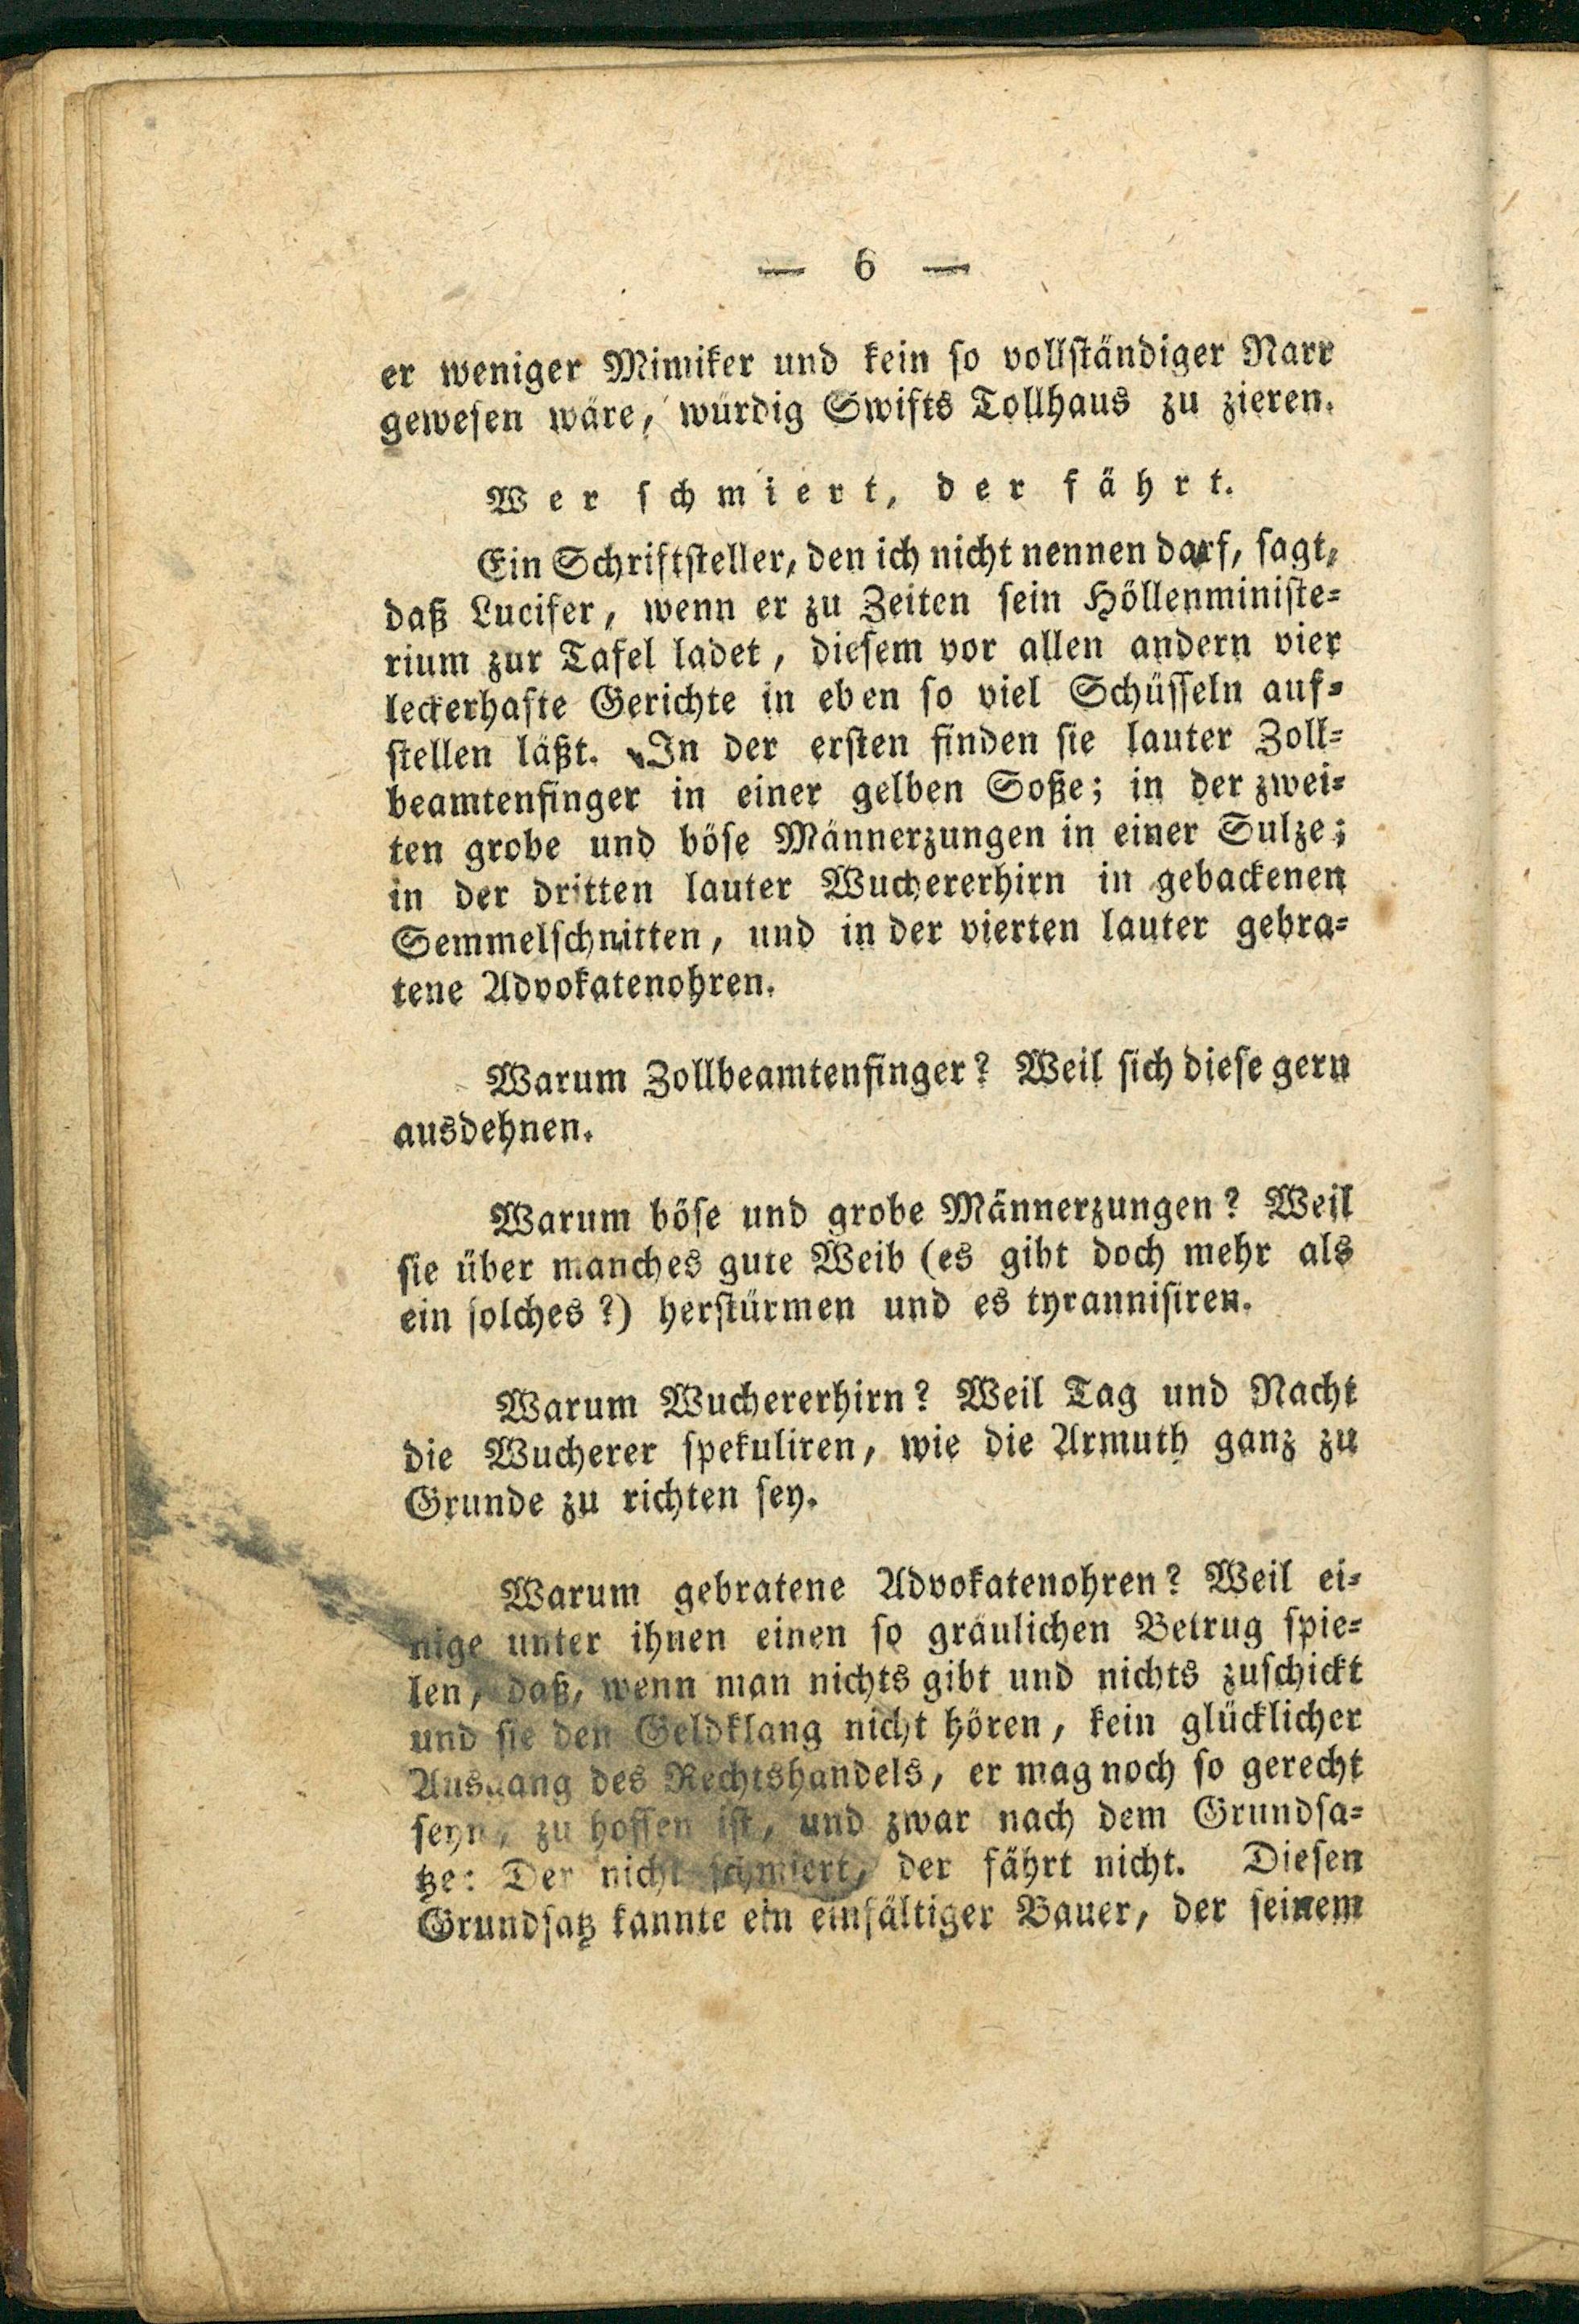 — 6 —
er weniger Mimiker und kein so vollständiger Narr
gewesen wäre, würdig Swifts Tollhaus zu zieren.
Wer schmiert, der fährt.
Ein Schriftsteller, den ich nicht nennen darf, sagt,
daß Lucifer, wenn er zu Zeiten sein Höllenministe-
rium zur Tafel ladet, diesem vor allen andern vier
leckerhafte Gerichte in eben so viel Schüsseln auf-
stellen läßt. In der ersten finden sie lauter Zoll-
beamtenfinger in einer gelben Soße; in der zwei-
ten grobe und böse Männerzungen in einer Sulze;
in der dritten lauter Wuchererhirn in gebackenen
Semmelschnitten, und in der vierten lauter gebra-
tene Advokatenohren.
Warum Zollbeamtenfinger? Weil sich diese gern
ausdehnen.
Warum böse und grobe Männerzungen? Weil
sie über manches gute Weib (es gibt doch mehr als
ein solches?) herstürmen und es tyrannisiren.
Warum Wuchererhirn? Weil Tag und Nacht
die Wucherer spekuliren, wie die Armuth ganz zu
Grunde zu richten sey.
Warum gebratene Advokatenohren? Weil ei-
nige unter ihnen einen so gräulichen Betrug spie-
len, daß, wenn man nichts gibt und nichts zuschickt
und sie den Geldklang nicht hören, kein glücklicher
Ausgang des Rechtshandels, er mag noch so gerecht
seyn, zu hoffen ist, und zwar nach dem Grundsa-
tze: Der nicht schmiert, der fährt nicht. Diesen
Grundsatz kannte ein einfältiger Bauer, der seinem